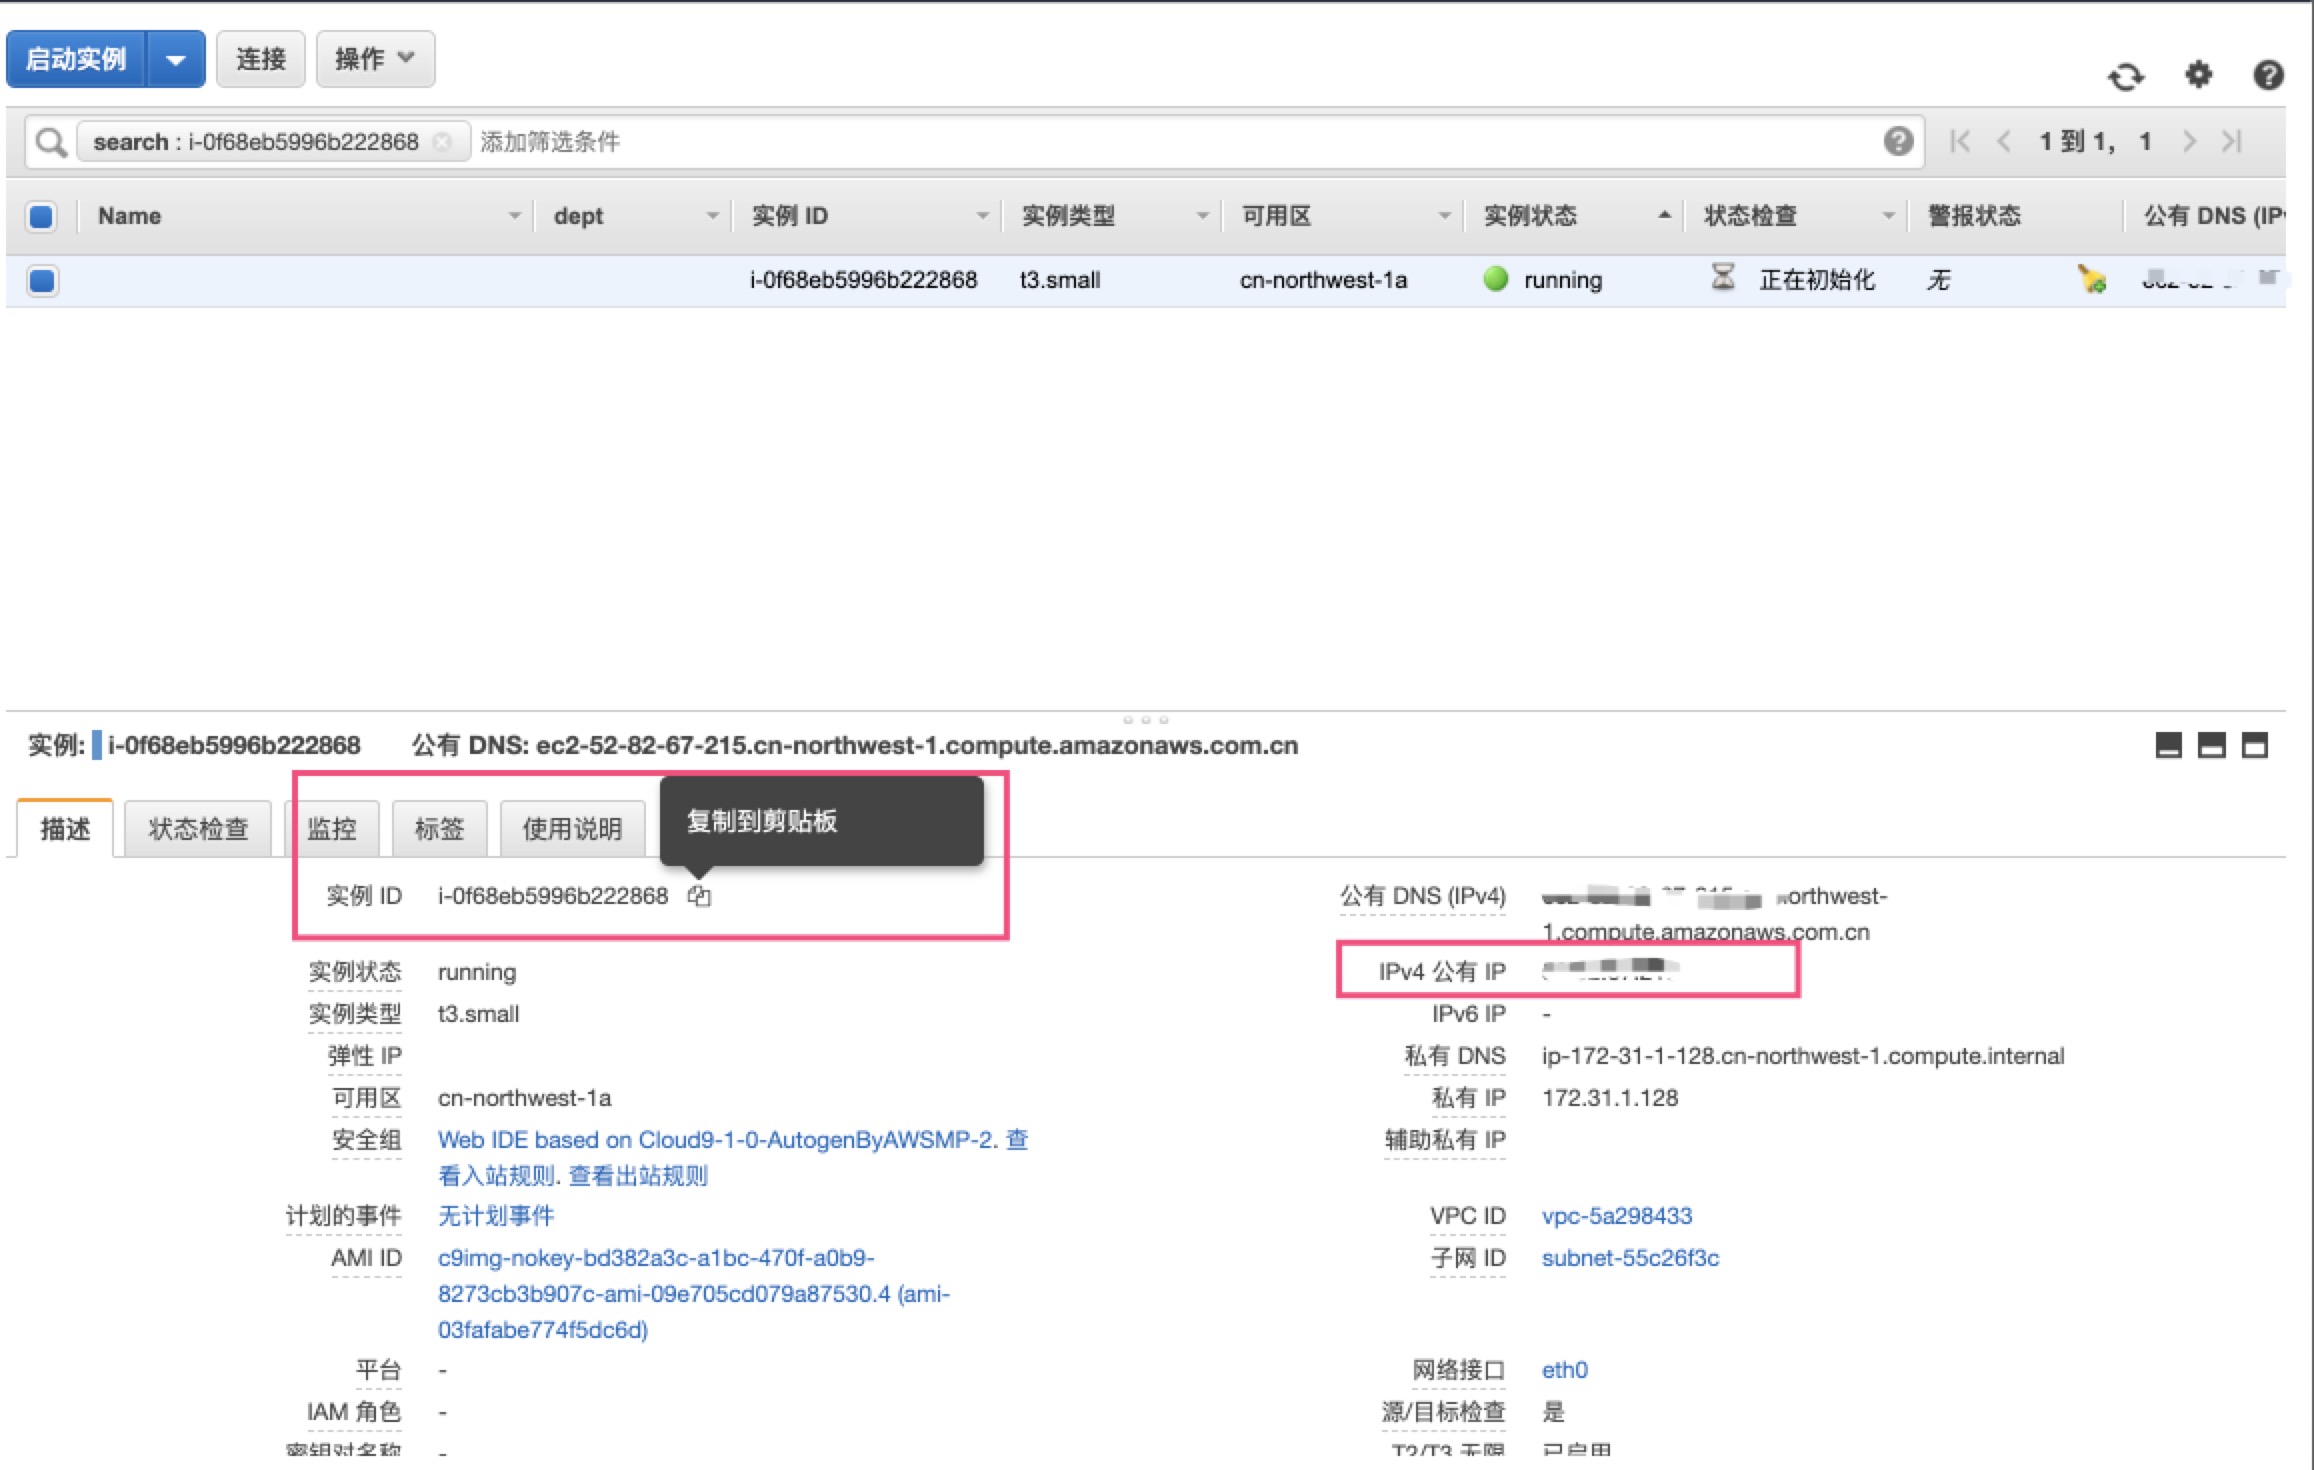 启动实例 连接 操作
search : i-0f68eb5996b222868 添加筛选条件 1 到 1, 1
Name dept 实例 ID 实例类型 可用区 实例状态 状态检查 警报状态 公有 DNS (IP
i-0f68eb5996b222868 t3.small cn-northwest-1a running 正在初始化 无
实例: i-0f68eb5996b222868 公有 DNS: ec2-52-82-67-215.cn-northwest-1.compute.amazonaws.com.cn
复制到剪贴板
描述 状态检查 监控 标签 使用说明
实例 ID i-0f68eb5996b222868
实例状态 running
实例类型 t3.small
弹性 IP
可用区 cn-northwest-1a
安全组 Web IDE based on Cloud9-1-0-AutogenByAWSMP-2. 查
看入站规则. 查看出站规则
计划的事件 无计划事件
AMI ID c9img-nokey-bd382a3c-a1bc-470f-a0b9-
8273cb3b907c-ami-09e705cd079a87530.4 (ami-
03fafabe774f5dc6d)
平台 -
IAM 角色 -
密钥对名称 -
公有 DNS (IPv4) orthwest-
1.compute.amazonaws.com.cn
IPv4 公有 IP
IPv6 IP -
私有 DNS ip-172-31-1-128.cn-northwest-1.compute.internal
私有 IP 172.31.1.128
辅助私有 IP
VPC ID vpc-5a298433
子网 ID subnet-55c26f3c
网络接口 eth0
源/目标检查 是
T2/T3 无限 已启用